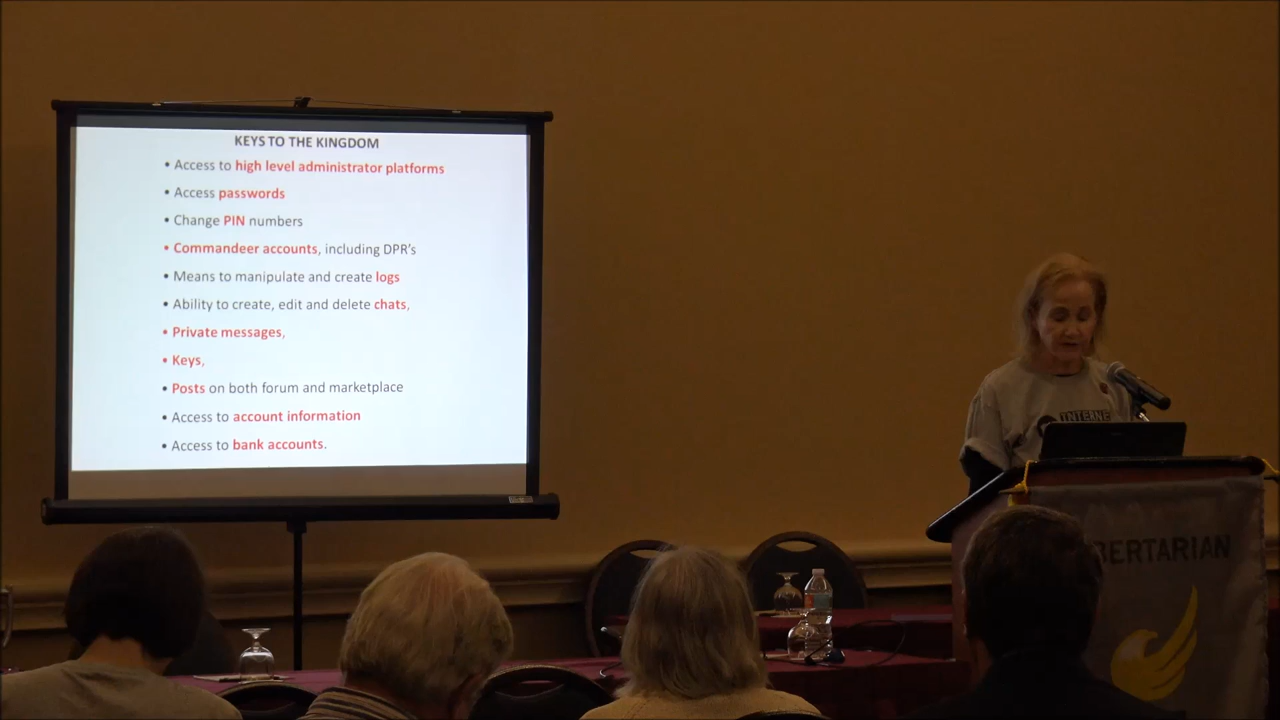 KEYS TO THE KINGDOM
• Access to high level administrator platforms
• Access passwords
• Change PIN numbers
• Commandeer accounts, including DPR's
• Means to manipulate and create logs
• Ability to create, edit and delete chats,
• Private messages,
• Keys,
• Posts on both forum and marketplace
• Access to account information
• Access to bank accounts.
INTERNE
BERTARIAN